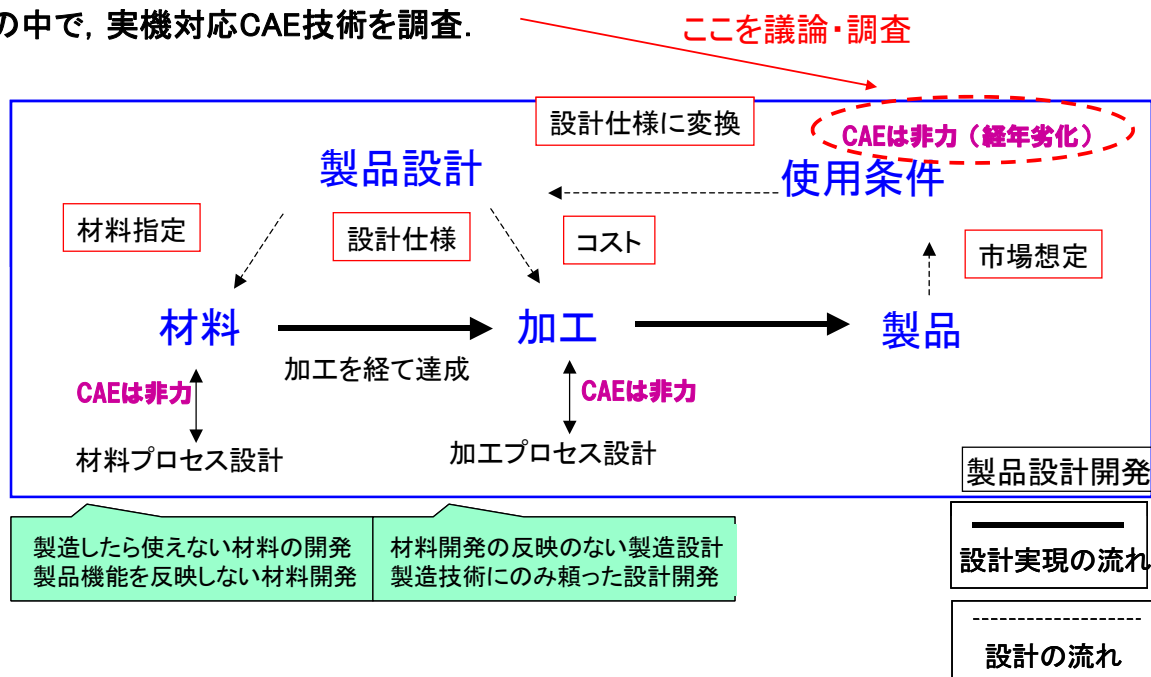 の中で, 実機対応CAE技術を調査.
ここを議論・調査
設計仕様に変換
CAEは非力（経年劣化）
製品設計
使用条件
材料指定
設計仕様
コスト
市場想定
材料
加工
製品
加工を経て達成
CAEは非力
CAEは非力
材料プロセス設計
加工プロセス設計
製品設計開発
製造したら使えない材料の開発
製品機能を反映しない材料開発
材料開発の反映のない製造設計
製造技術にのみ頼った設計開発
設計実現の流れ
設計の流れ